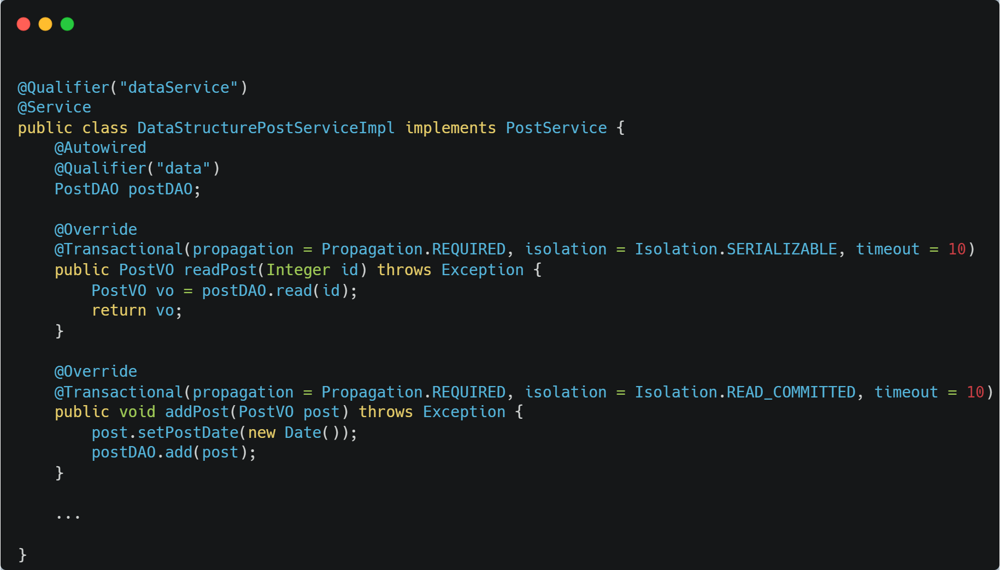 @Qualifier("dataService")
@Service
public class DataStructurePostServiceImpl implements PostService {
    @Autowired
    @Qualifier("data")
    PostDAO postDAO;

    @Override
    @Transactional(propagation = Propagation.REQUIRED, isolation = Isolation.SERIALIZABLE, timeout = 10)
    public PostVO readPost(Integer id) throws Exception {
        PostVO vo = postDAO.read(id);
        return vo;
    }

    @Override
    @Transactional(propagation = Propagation.REQUIRED, isolation = Isolation.READ_COMMITTED, timeout = 10)
    public void addPost(PostVO post) throws Exception {
        post.setPostDate(new Date());
        postDAO.add(post);
    }

    ...

}